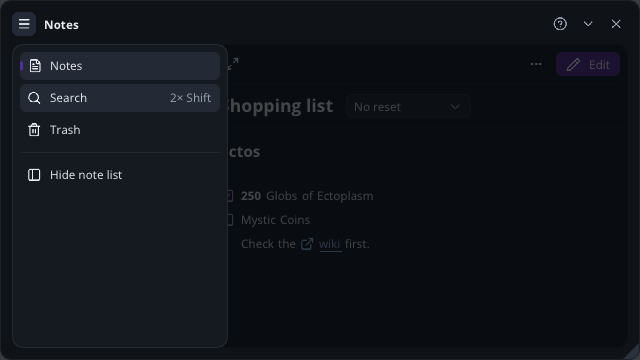 Notes
Notes
Search 2× Shift
Trash
Hide note list
Edit
hopping list No reset
ctos
250 Globs of Ectoplasm
Mystic Coins
Check the wiki first.